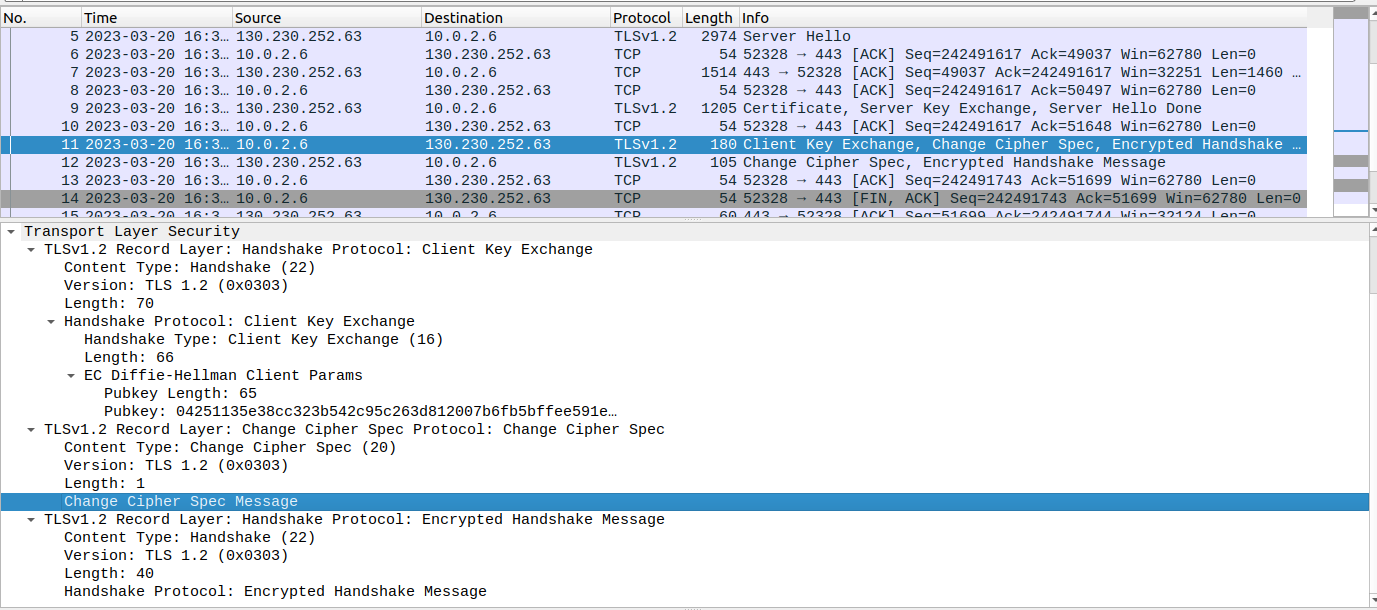 No. Time Source Destination Protocol Length Info
5 2023-03-20 16:3… 130.230.252.63 10.0.2.6 TLSv1.2 2974 Server Hello
6 2023-03-20 16:3… 10.0.2.6 130.230.252.63 TCP 54 52328 → 443 [ACK] Seq=242491617 Ack=49037 Win=62780 Len=0
7 2023-03-20 16:3… 130.230.252.63 10.0.2.6 TCP 1514 443 → 52328 [ACK] Seq=49037 Ack=242491617 Win=32251 Len=1460 …
8 2023-03-20 16:3… 10.0.2.6 130.230.252.63 TCP 54 52328 → 443 [ACK] Seq=242491617 Ack=50497 Win=62780 Len=0
9 2023-03-20 16:3… 130.230.252.63 10.0.2.6 TLSv1.2 1205 Certificate, Server Key Exchange, Server Hello Done
10 2023-03-20 16:3… 10.0.2.6 130.230.252.63 TCP 54 52328 → 443 [ACK] Seq=242491617 Ack=51648 Win=62780 Len=0
11 2023-03-20 16:3… 10.0.2.6 130.230.252.63 TLSv1.2 180 Client Key Exchange, Change Cipher Spec, Encrypted Handshake …
12 2023-03-20 16:3… 130.230.252.63 10.0.2.6 TLSv1.2 105 Change Cipher Spec, Encrypted Handshake Message
13 2023-03-20 16:3… 10.0.2.6 130.230.252.63 TCP 54 52328 → 443 [ACK] Seq=242491743 Ack=51699 Win=62780 Len=0
14 2023-03-20 16:3… 10.0.2.6 130.230.252.63 TCP 54 52328 → 443 [FIN, ACK] Seq=242491743 Ack=51699 Win=62780 Len=0
15 2023-03-20 16:3… 130.230.252.63 10.0.2.6 TCP 60 443 → 52328 [ACK] Seq=51699 Ack=242491744 Win=32124 Len=0
Transport Layer Security
TLSv1.2 Record Layer: Handshake Protocol: Client Key Exchange
Content Type: Handshake (22)
Version: TLS 1.2 (0x0303)
Length: 70
Handshake Protocol: Client Key Exchange
Handshake Type: Client Key Exchange (16)
Length: 66
EC Diffie-Hellman Client Params
Pubkey Length: 65
Pubkey: 04251135e38cc323b542c95c263d812007b6fb5bffee591e…
TLSv1.2 Record Layer: Change Cipher Spec Protocol: Change Cipher Spec
Content Type: Change Cipher Spec (20)
Version: TLS 1.2 (0x0303)
Length: 1
Change Cipher Spec Message
TLSv1.2 Record Layer: Handshake Protocol: Encrypted Handshake Message
Content Type: Handshake (22)
Version: TLS 1.2 (0x0303)
Length: 40
Handshake Protocol: Encrypted Handshake Message